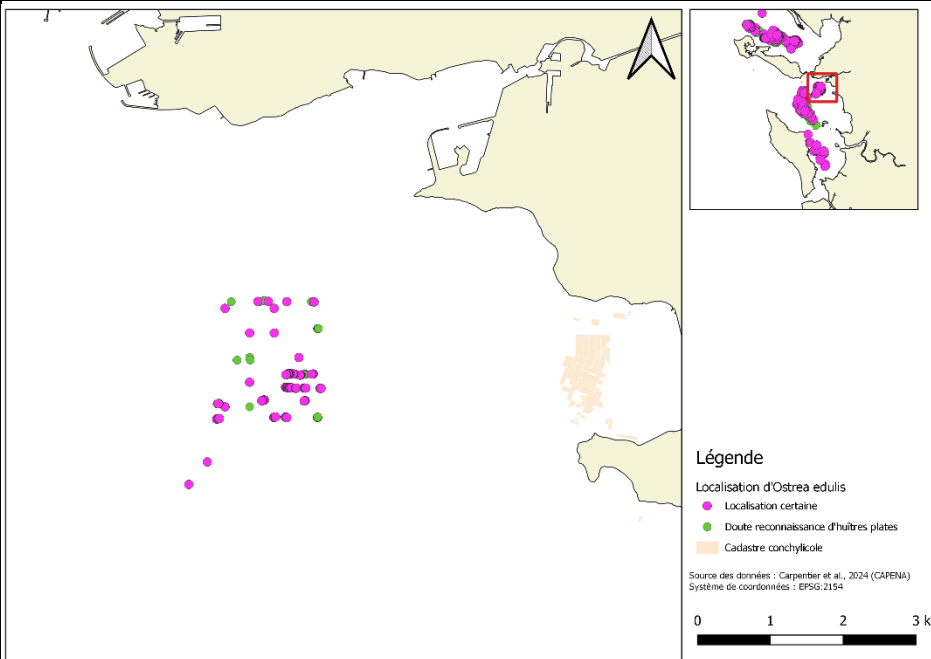 Légende
Localisation d'Ostrea edulis
Localisation certaine
Doute reconnaissance d'huîtres plates
Cadastre conchylicole
Source des données : Carpentier et al., 2024 (CAPENA)
Système de coordonnées : EPSG:2154
0 1 2 3 k